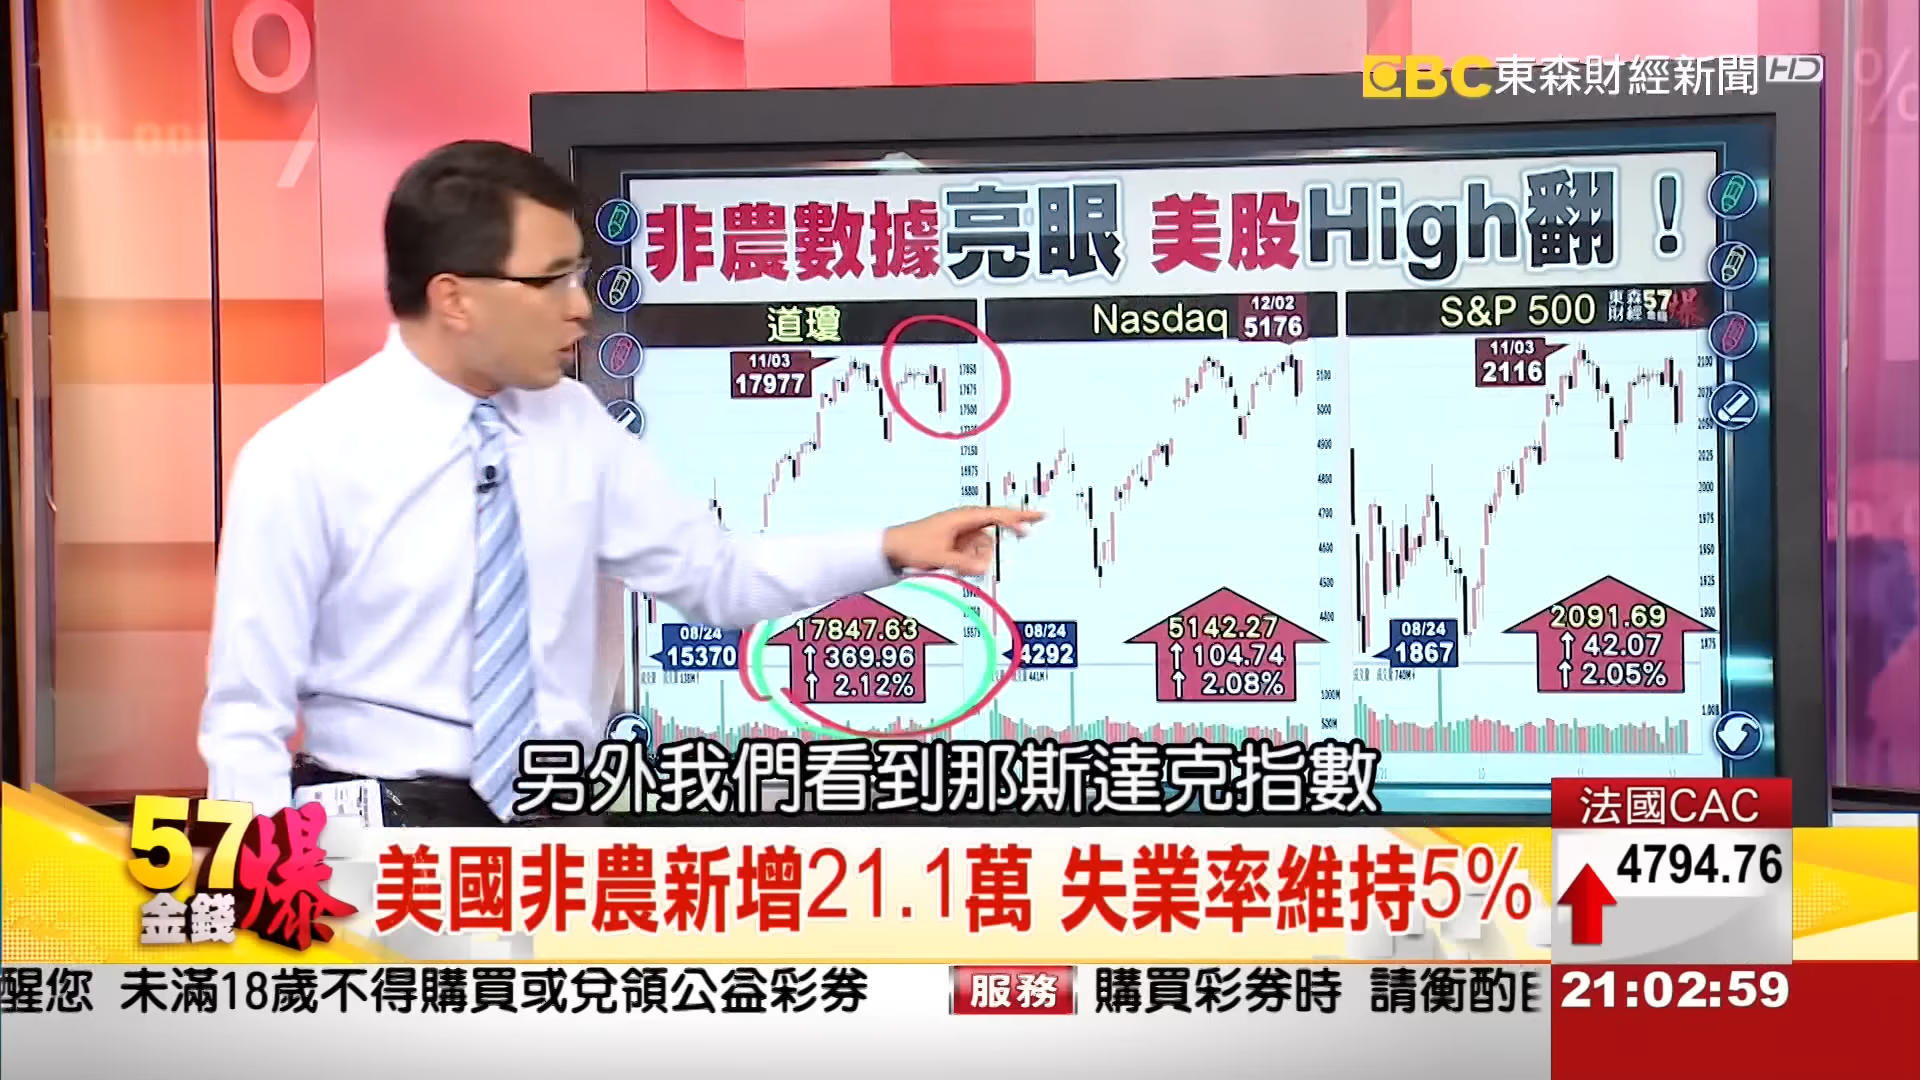 EBC東森財經新聞HD
非農數據亮眼 美股High翻！
道瓊
11/03
17977
08/24
15370
17847.63
↑ 369.96
↑ 2.12%
Nasdaq
12/02
5176
08/24
4292
5142.27
↑ 104.74
↑ 2.08%
S&P 500
東森財經
57
爆
11/03
2116
08/24
1867
2091.69
↑ 42.07
↑ 2.05%
另外我們看到那斯達克指數
57
金錢
爆
美國非農新增21.1萬 失業率維持5%
法國CAC
4794.76
醒您 未滿18歲不得購買或兌領公益彩券 服務 購買彩券時 請衡酌
21:02:59